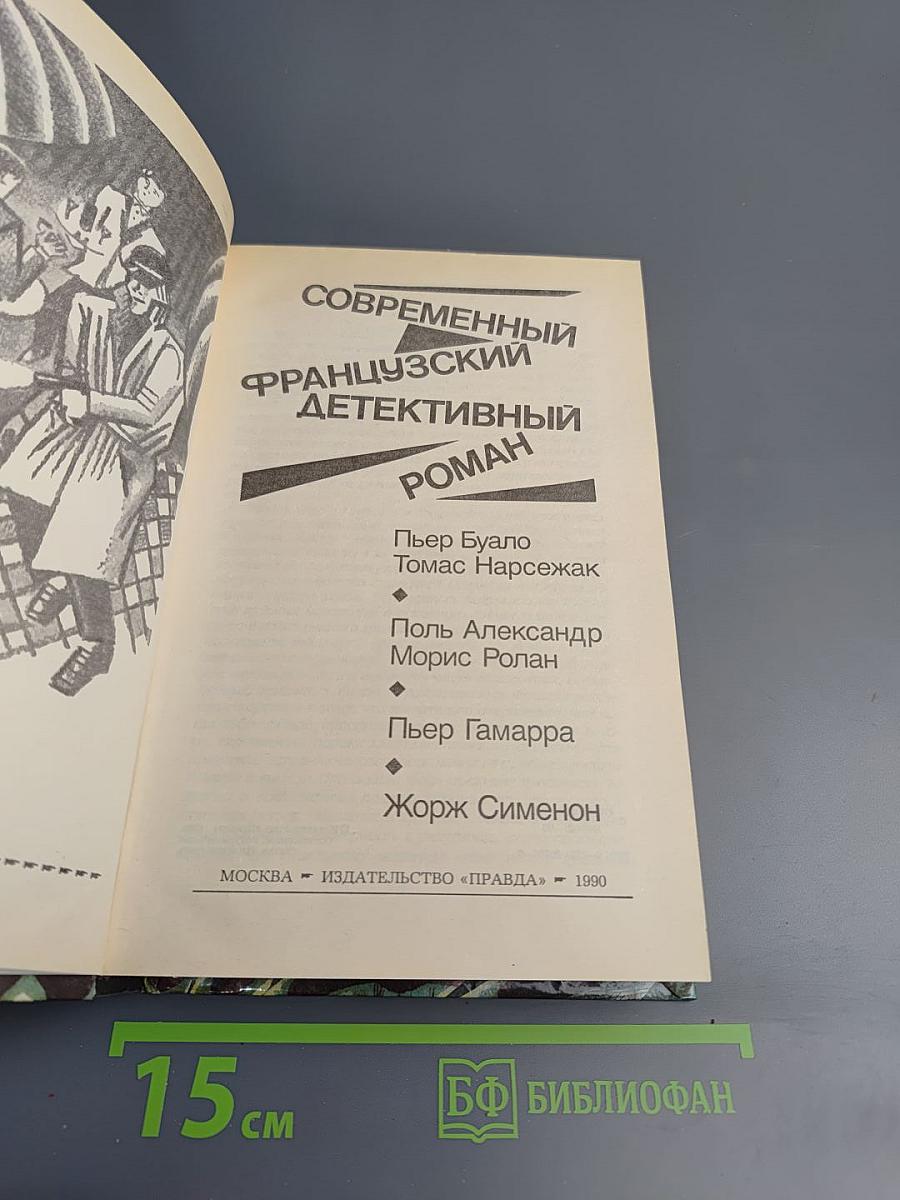 СОВРЕМЕННЫЙ
ФРАНЦУЗСКИЙ
ДЕТЕКТИВНЫЙ
РОМАН
Пьер Буало
Томас Нарсежак
Поль Александр
Морис Ролан
Пьер Гамарра
Жорж Сименон
МОСКВА ИЗДАТЕЛЬСТВО «ПРАВДА» 1990
15 см
БФ БИБЛИОФАН